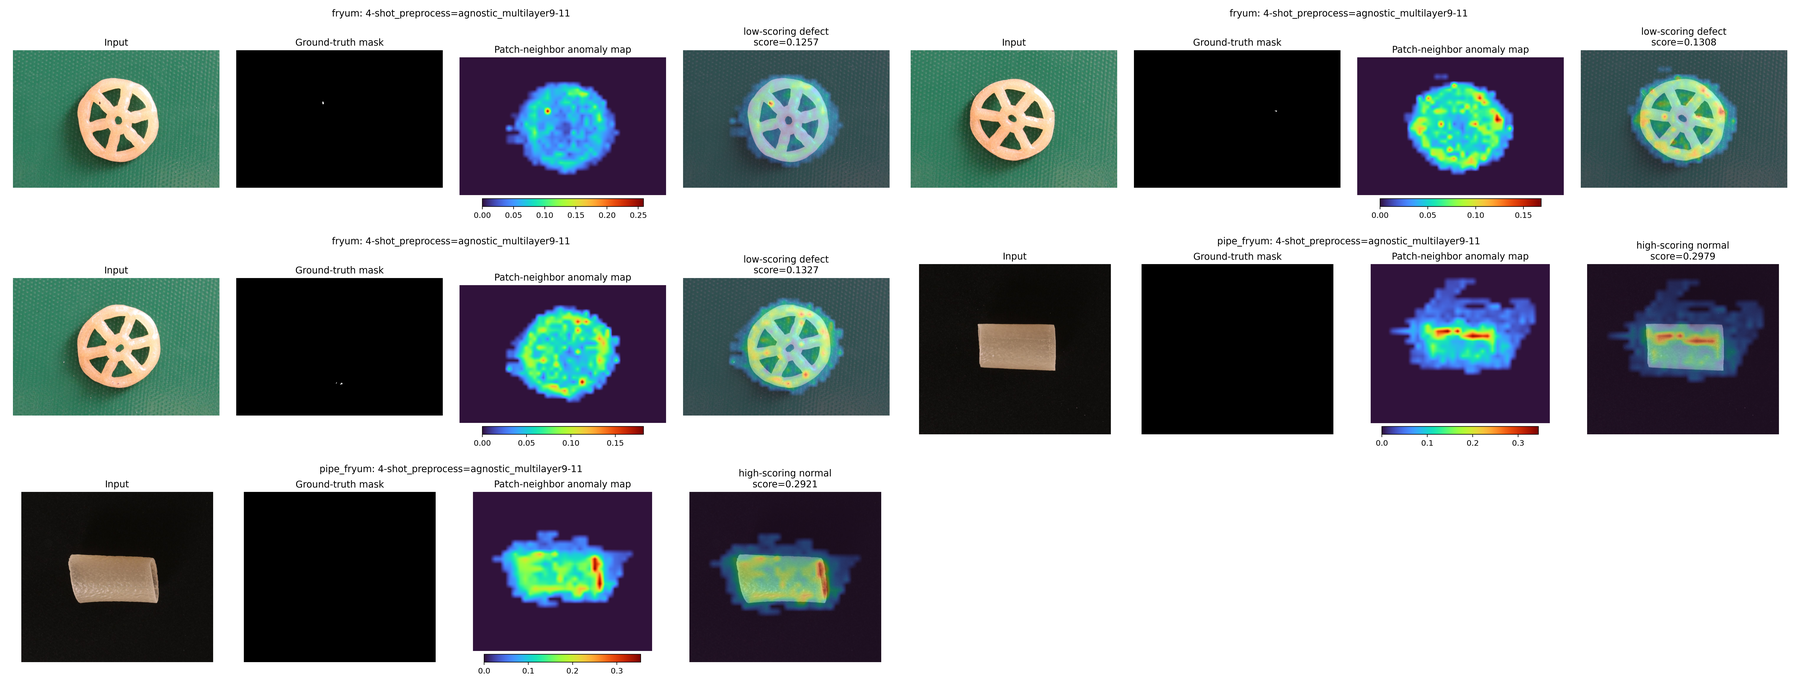 fryum: 4-shot_preprocess=agnostic_multilayer9-11
Input
Ground-truth mask
Patch-neighbor anomaly map
low-scoring defect
score=0.1257
0.00 0.05 0.10 0.15 0.20 0.25
fryum: 4-shot_preprocess=agnostic_multilayer9-11
Input
Ground-truth mask
Patch-neighbor anomaly map
low-scoring defect
score=0.1308
0.00 0.05 0.10 0.15
fryum: 4-shot_preprocess=agnostic_multilayer9-11
Input
Ground-truth mask
Patch-neighbor anomaly map
low-scoring defect
score=0.1327
0.00 0.05 0.10 0.15
pipe_fryum: 4-shot_preprocess=agnostic_multilayer9-11
Input
Ground-truth mask
Patch-neighbor anomaly map
high-scoring normal
score=0.2979
0.0 0.1 0.2 0.3
pipe_fryum: 4-shot_preprocess=agnostic_multilayer9-11
Input
Ground-truth mask
Patch-neighbor anomaly map
high-scoring normal
score=0.2921
0.0 0.1 0.2 0.3